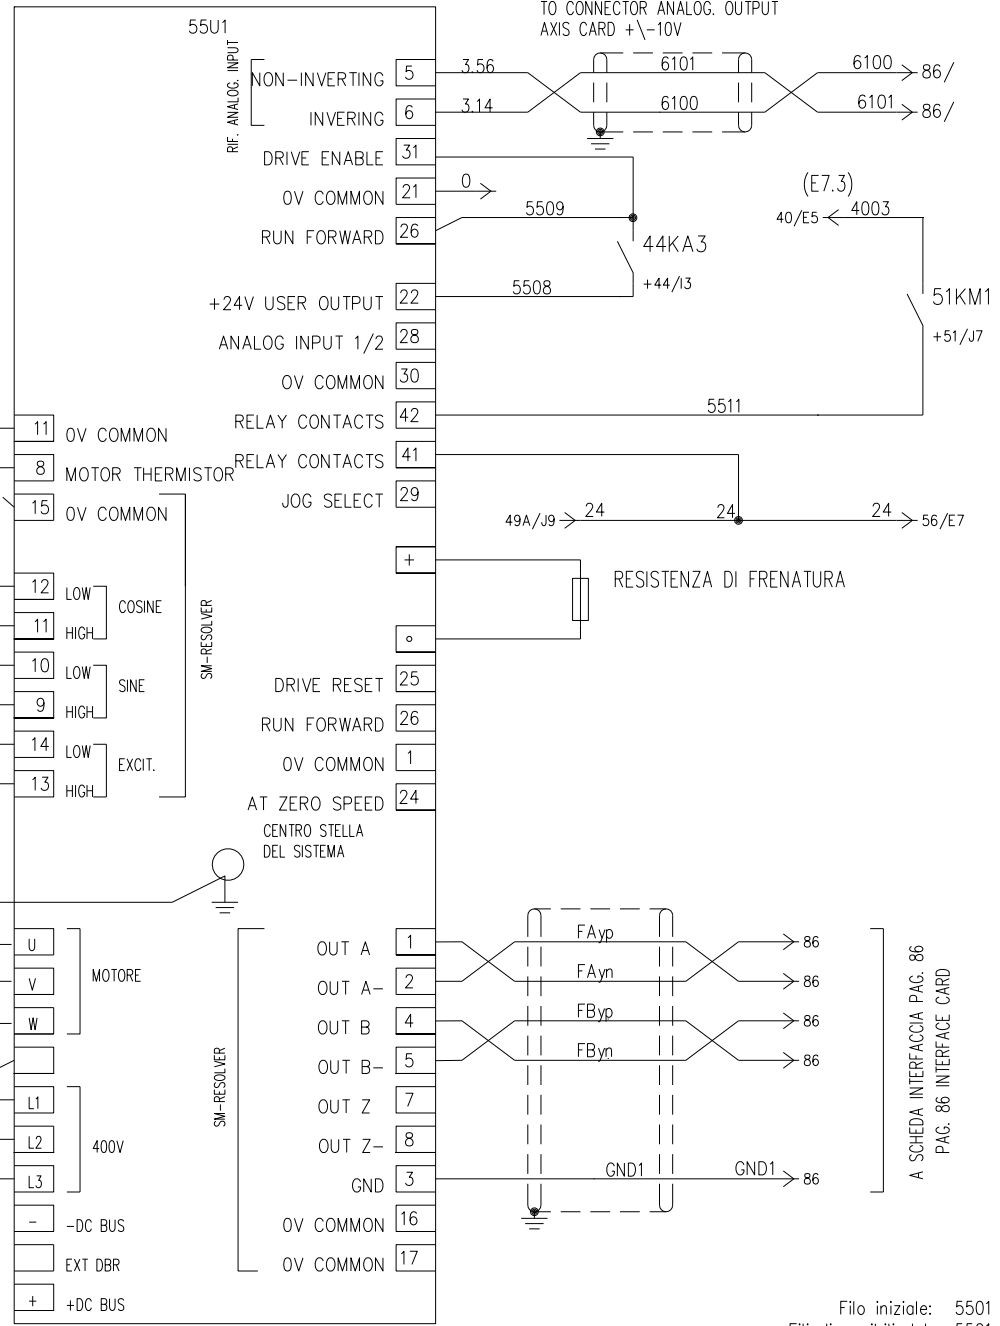 TO CONNECTOR ANALOG. OUTPUT
AXIS CARD +\-10V
55U1
RIF. ANALOG. INPUT
NON-INVERTING 5 3.56 6101 6100 86/
INVERING 6 3.14 6100 6101 86/
DRIVE ENABLE 31
0V COMMON 21 0
RUN FORWARD 26 5509
44KA3
+44/I3
(E7.3)
40/E5 4003
51KM1
+51/J7
+24V USER OUTPUT 22 5508
ANALOG INPUT 1/2 28
0V COMMON 30
RELAY CONTACTS 42 5511
RELAY CONTACTS 41
JOG SELECT 29
49A/J9 24 24 24 56/E7
+
RESISTENZA DI FRENATURA
DRIVE RESET 25
RUN FORWARD 26
0V COMMON 1
AT ZERO SPEED 24
CENTRO STELLA
DEL SISTEMA
11 0V COMMON
8 MOTOR THERMISTOR
15 0V COMMON
12 LOW
11 HIGH
COSINE
10 LOW
9 HIGH
SINE
14 LOW
13 HIGH
EXCIT.
SM-RESOLVER
U
V
W
MOTORE
L1
L2
L3
400V
- -DC BUS
EXT DBR
+ +DC BUS
SM-RESOLVER
OUT A 1 FAyp 86
OUT A- 2 FAyn 86
OUT B 4 FByp 86
OUT B- 5 FByn 86
OUT Z 7
OUT Z- 8
GND 3 GND1 GND1 86
0V COMMON 16
0V COMMON 17
A SCHEDA INTERFACCIA PAG. 86
PAG. 86 INTERFACE CARD
Filo iniziale: 5501